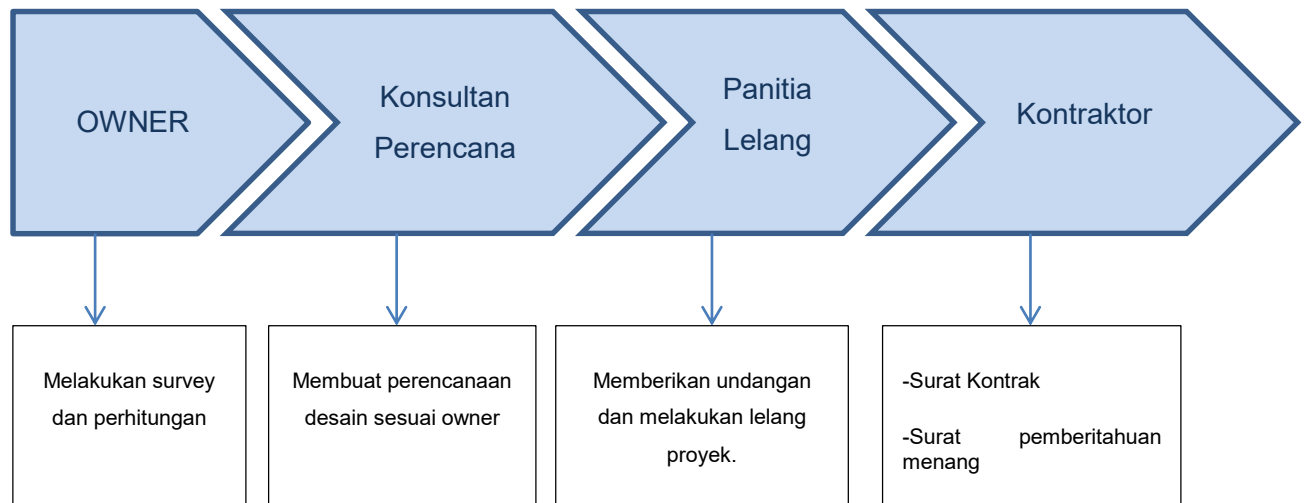 OWNER
Konsultan
Perencana
Panitia
Lelang
Kontraktor
Melakukan survey
dan perhitungan
Membuat perencanaan
desain sesuai owner
Memberikan undangan
dan melakukan lelang
proyek.
-Surat Kontrak
-Surat pemberitahuan
menang